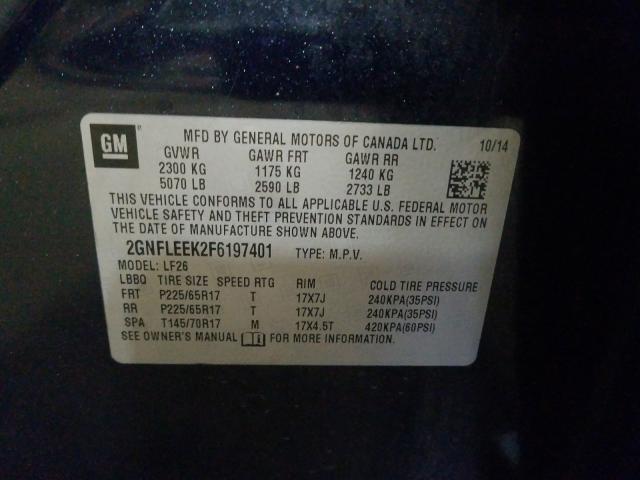 GM
MFD BY GENERAL MOTORS OF CANADA LTD. 10/14
GVWR GAWR FRT GAWR RR
2300 KG 1175 KG 1240 KG
5070 LB 2590 LB 2733 LB
THIS VEHICLE CONFORMS TO ALL APPLICABLE U.S. FEDERAL MOTOR
VEHICLE SAFETY AND THEFT PREVENTION STANDARDS IN EFFECT ON
THE DATE OF MANUFACTURE SHOWN ABOVE.
2GNFLEEK2F6197401 TYPE: M.P.V.
MODEL: LF26
LBBQ TIRE SIZE SPEED RTG RIM COLD TIRE PRESSURE
FRT P225/65R17 T 17X7J 240KPA(35PSI)
RR P225/65R17 T 17X7J 240KPA(35PSI)
SPA T145/70R17 M 17X4.5T 420KPA(60PSI)
SEE OWNER'S MANUAL FOR MORE INFORMATION.